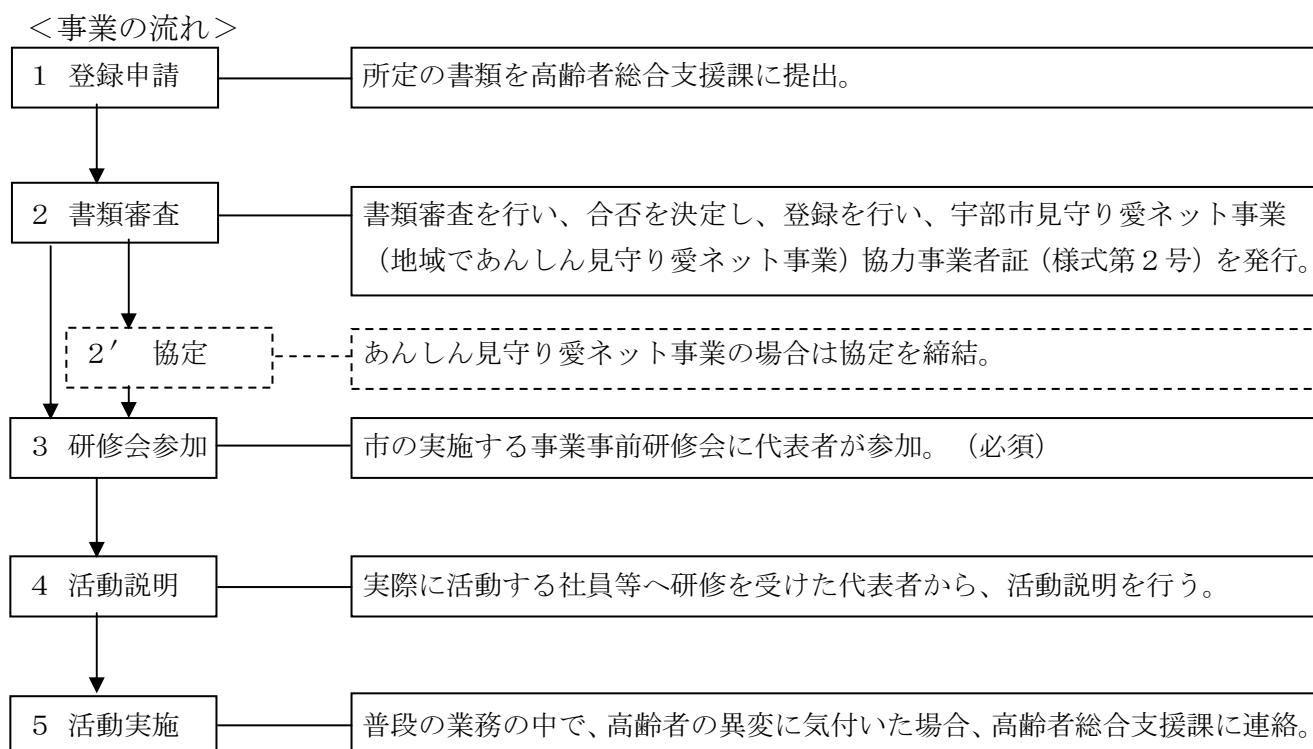 ＜事業の流れ＞
１ 登録申請
所定の書類を高齢者総合支援課に提出。
２ 書類審査
書類審査を行い、合否を決定し、登録を行い、宇部市見守り愛ネット事業
（地域であんしん見守り愛ネット事業）協力事業者証（様式第２号）を発行。
２′ 協定
あんしん見守り愛ネット事業の場合は協定を締結。
３ 研修会参加
市の実施する事業事前研修会に代表者が参加。（必須）
４ 活動説明
実際に活動する社員等へ研修を受けた代表者から、活動説明を行う。
５ 活動実施
普段の業務の中で、高齢者の異変に気付いた場合、高齢者総合支援課に連絡。